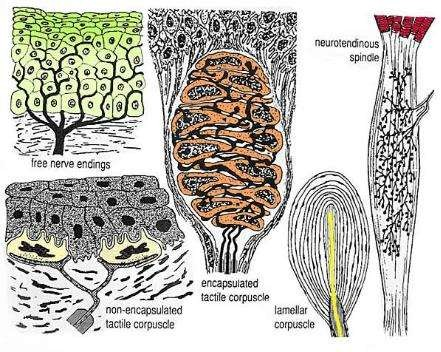 neurotendinous
spindle
free nerve endings
encapsulated
tactile corpuscle
non-encapsulated
tactile corpuscle
lamellar
corpuscle